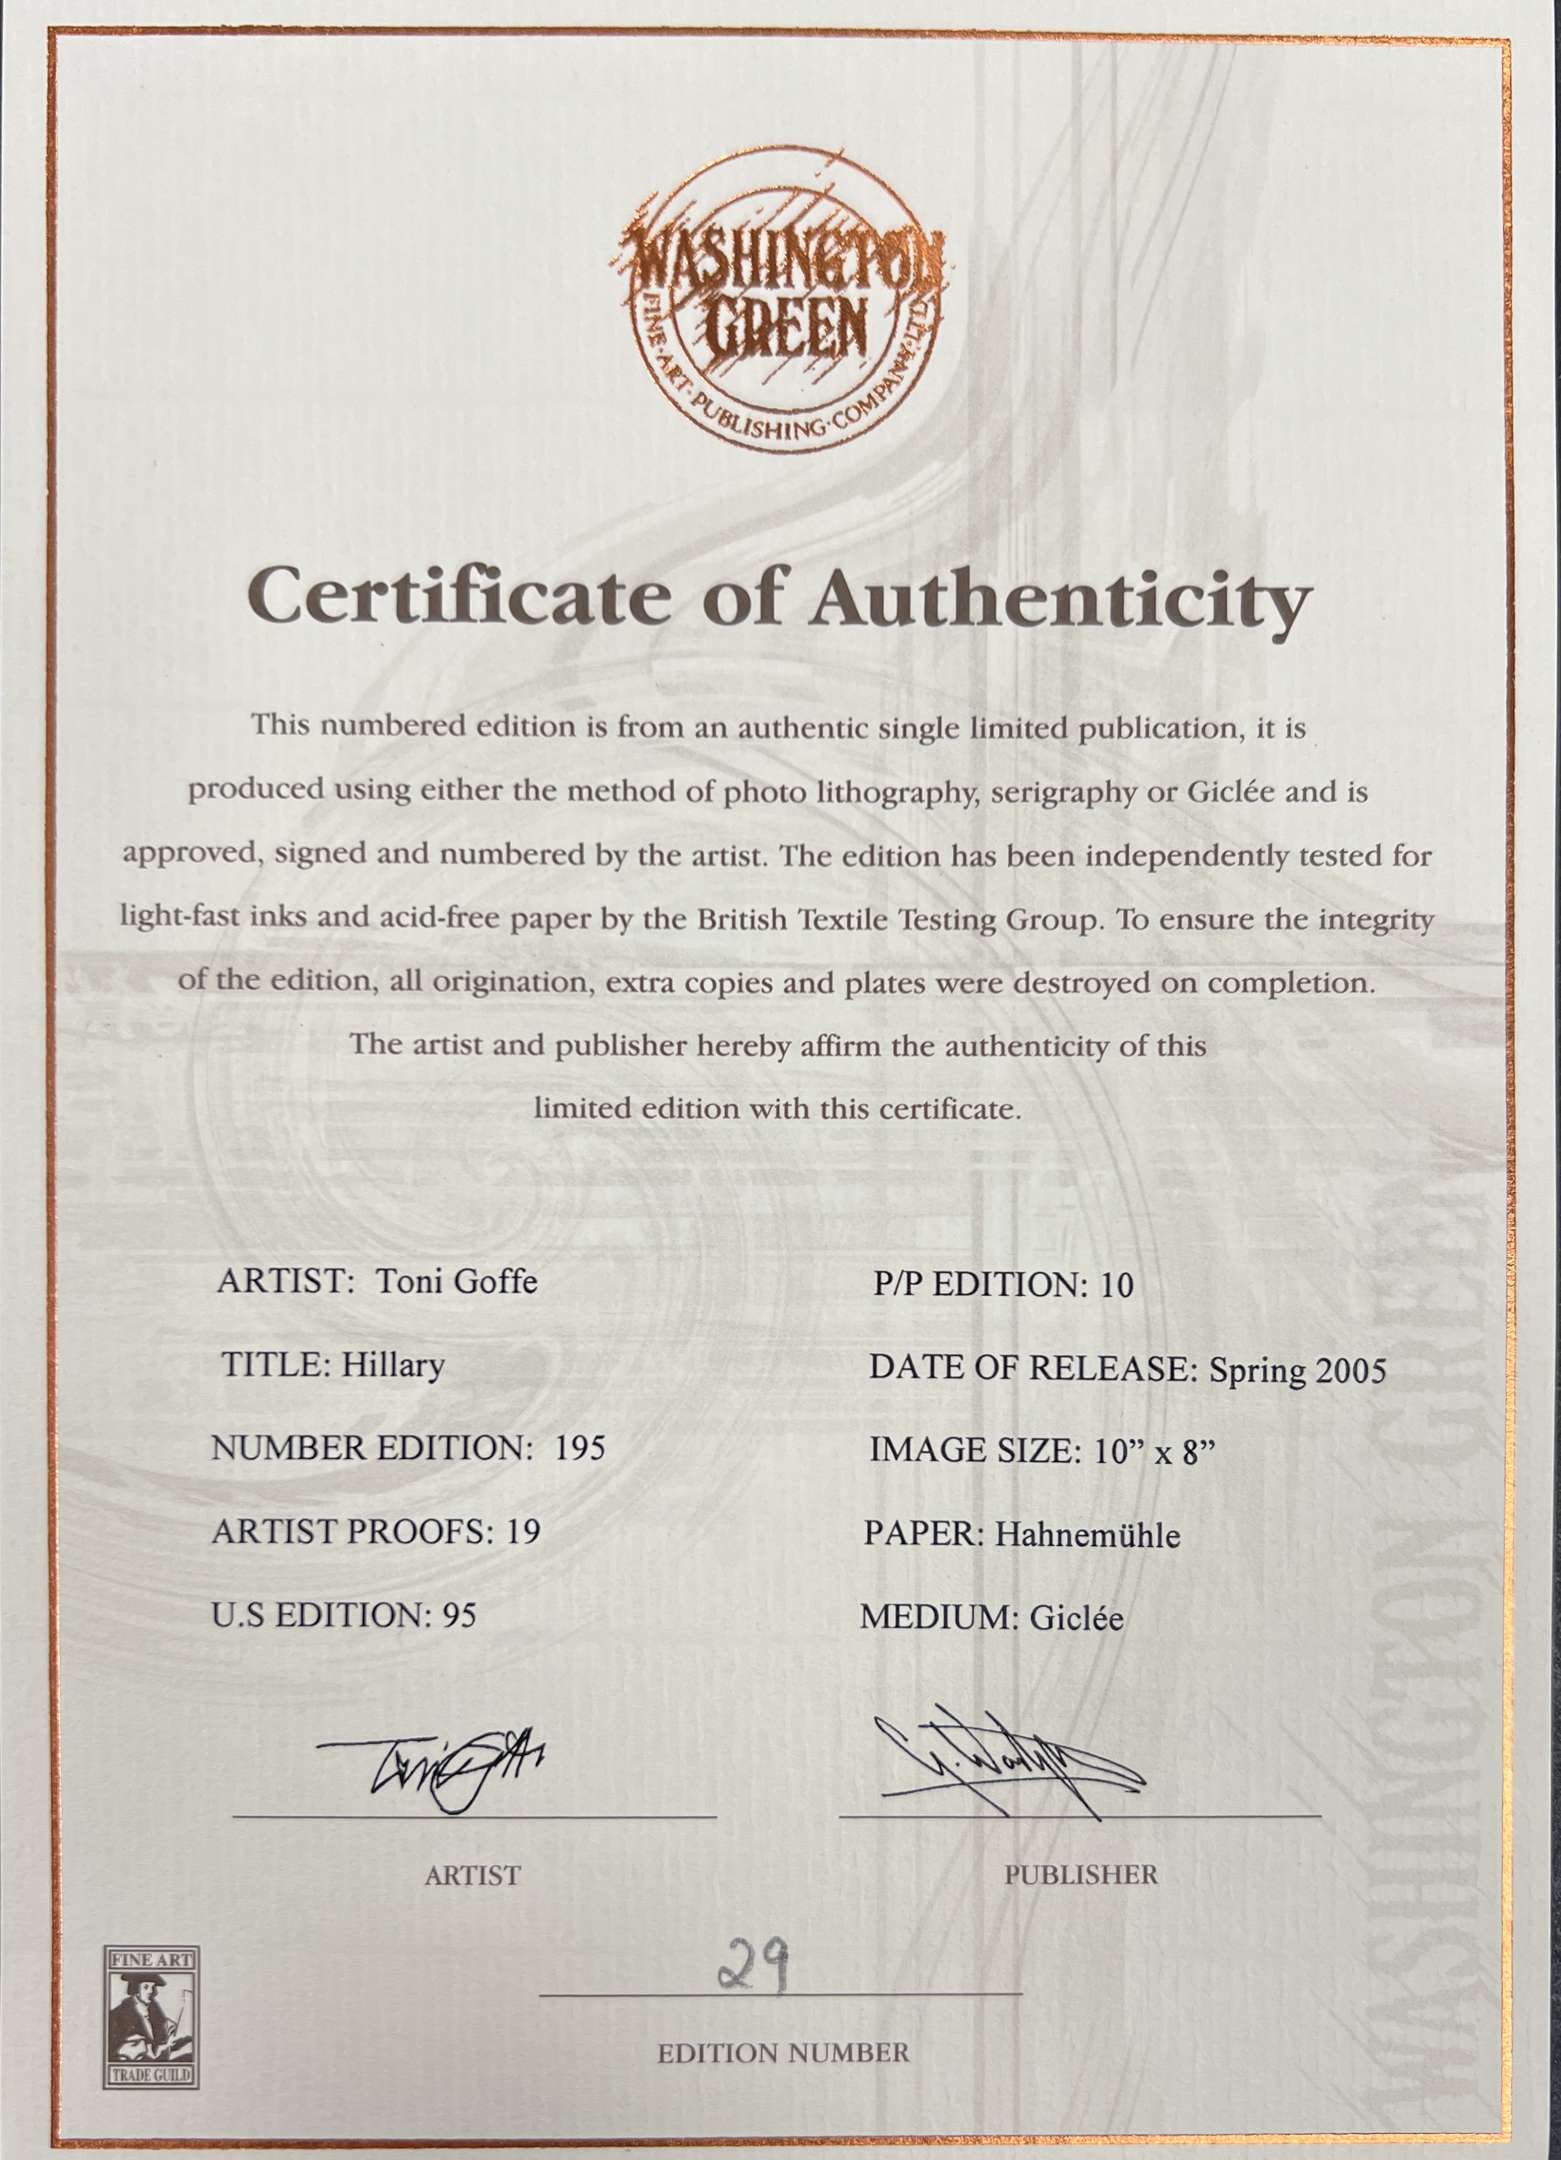 WASHINGTON
GREEN
FINE·ART·PUBLISHING·COMPANY·LTD
Certificate of Authenticity
This numbered edition is from an authentic single limited publication, it is
produced using either the method of photo lithography, serigraphy or Giclée and is
approved, signed and numbered by the artist. The edition has been independently tested for
light-fast inks and acid-free paper by the British Textile Testing Group. To ensure the integrity
of the edition, all origination, extra copies and plates were destroyed on completion.
The artist and publisher hereby affirm the authenticity of this
limited edition with this certificate.
ARTIST: Toni Goffe
TITLE: Hillary
NUMBER EDITION: 195
ARTIST PROOFS: 19
U.S EDITION: 95
P/P EDITION: 10
DATE OF RELEASE: Spring 2005
IMAGE SIZE: 10” x 8”
PAPER: Hahnemühle
MEDIUM: Giclée
ARTIST
PUBLISHER
29
EDITION NUMBER
FINE ART
TRADE GUILD
WASHINGTON GREEN